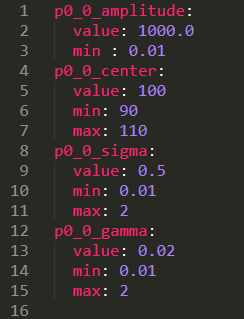 1 p0_0_amplitude:
2   value: 1000.0
3   min : 0.01
4 p0_0_center:
5   value: 100
6   min: 90
7   max: 110
8 p0_0_sigma:
9   value: 0.5
10   min: 0.01
11   max: 2
12 p0_0_gamma:
13   value: 0.02
14   min: 0.01
15   max: 2
16